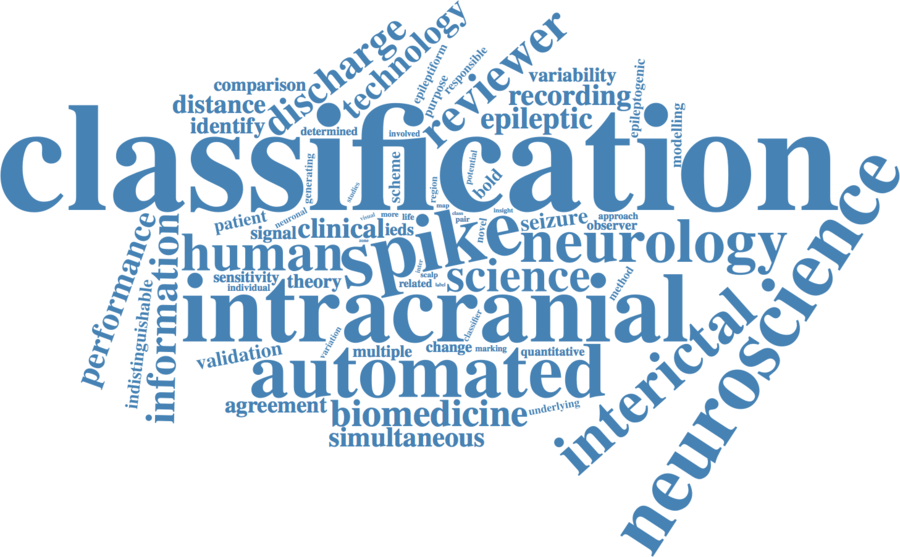 comparison
discharge
technology
epileptiform
purpose
responsible
reviewer
variability
epileptogenic
distance
recording
identify
determined
involved
epileptic
modelling
classification
generating
studies
scheme
region
potential
bold
map
insight
patient
neuronal
visual
more
life
pair
novel
seizure
approach
observer
signal
clinical
ieds
spike
human
neurology
neuroscience
performance
information
indistinguishable
sensitivity
individual
theory
scalp
related
label
science
method
intracranial
interictal
validation
variation
multiple
change
classifier
marking
quantitative
automated
agreement
biomedicine
underlying
simultaneous